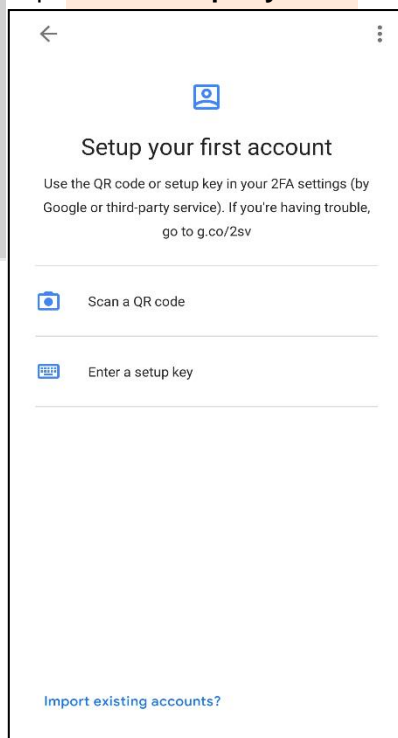 Setup your first account
Use the QR code or setup key in your 2FA settings (by
Google or third-party service). If you're having trouble,
go to g.co/2sv
Scan a QR code
Enter a setup key
Import existing accounts?